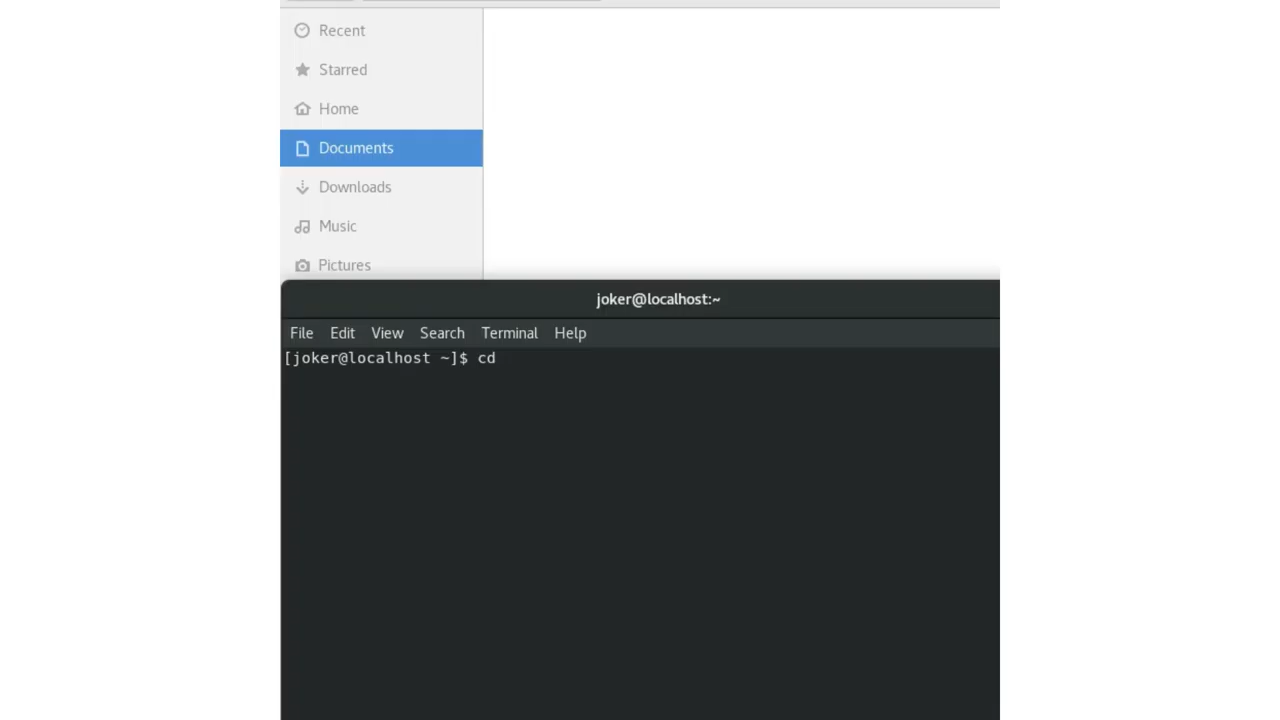 Recent
Starred
Home
Documents
Downloads
Music
Pictures
joker@localhost:~
File Edit View Search Terminal Help
[joker@localhost ~]$ cd